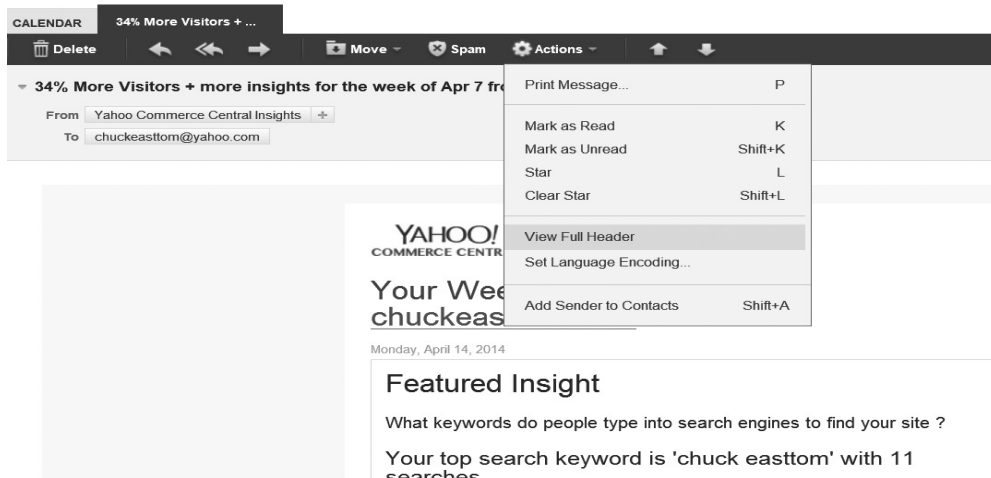 CALENDAR 34% More Visitors + ...
Delete Move Spam Actions
34% More Visitors + more insights for the week of Apr 7 fr
From Yahoo Commerce Central Insights +
To chuckeasttom@yahoo.com
Print Message... P
Mark as Read K
Mark as Unread Shift+K
Star L
Clear Star Shift+L
View Full Header
Set Language Encoding...
Add Sender to Contacts Shift+A
YAHOO!
COMMERCE CENTR
Your Wee
chuckeas
Monday, April 14, 2014
Featured Insight
What keywords do people type into search engines to find your site ?
Your top search keyword is 'chuck easttom' with 11
searches